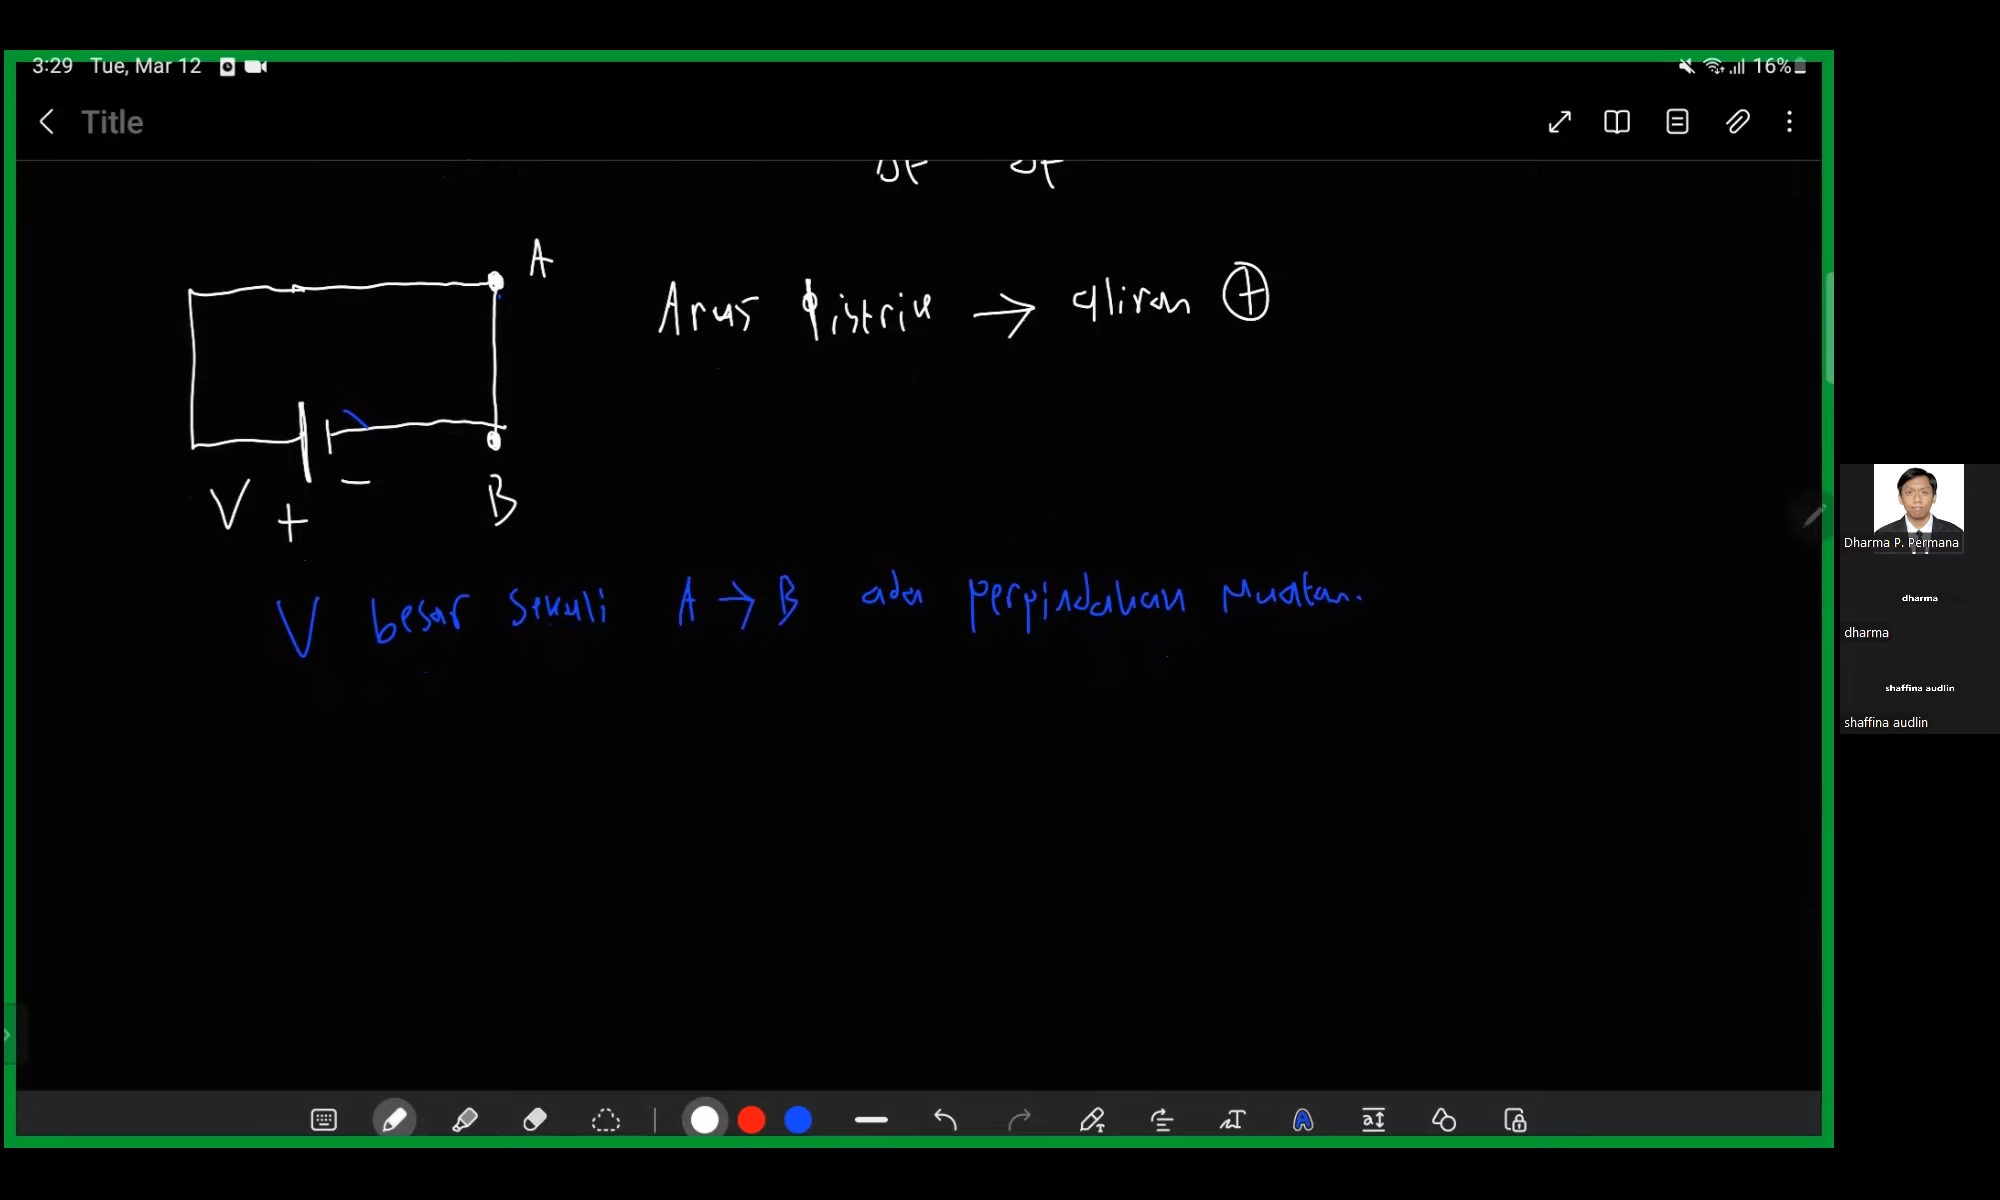 3:29 Tue, Mar 12 16%
Title
A
Arus listrik → aliran ⊕
V + − B
V besar sekali A → B ada perpindahan muatan.
Dharma P. Permana
dharma
dharma
shaffina audlin
shaffina audlin